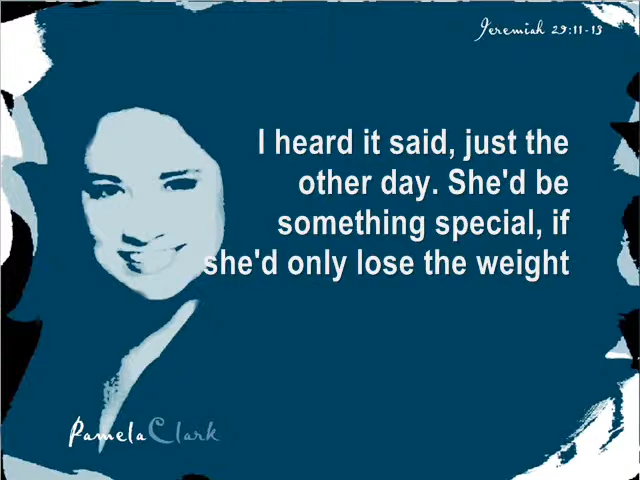 Jeremiah 29:11-13
I heard it said, just the
other day. She'd be
something special, if
she'd only lose the weight
PamelaClark